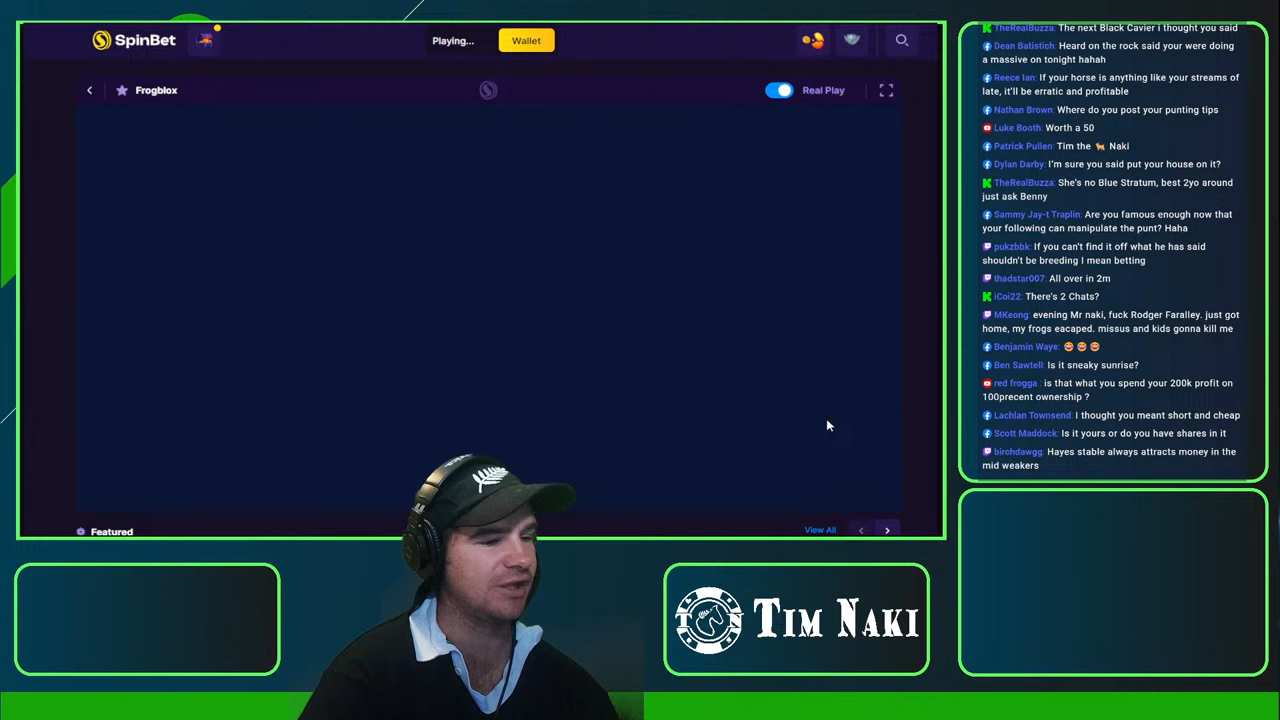 SpinBet
Playing...
Wallet
Frogblox
Real Play
Featured
View All
TheRealBuzza: The next Black Cavier i thought you said
Dean Batistich: Heard on the rock said your were doing
a massive on tonight hahah
Reece Ian: If your horse is anything like your streams of
late, it'll be erratic and profitable
Nathan Brown: Where do you post your punting tips
Luke Booth: Worth a 50
Patrick Pullen: Tim the 🐐 Naki
Dylan Darby: I'm sure you said put your house on it?
TheRealBuzza: She's no Blue Stratum, best 2yo around
just ask Benny
Sammy Jay-t Traplin: Are you famous enough now that
your following can manipulate the punt? Haha
pukzbbk: If you can't find it off what he has said
shouldn't be breeding I mean betting
thadstar007: All over in 2m
iCoi22: There's 2 Chats?
MKeong: evening Mr naki, fuck Rodger Faralley. just got
home, my frogs eacaped. missus and kids gonna kill me
Benjamin Waye: 😂 😂 😂
Ben Sawtell: Is it sneaky sunrise?
red frogga : is that what you spend your 200k profit on
100precent ownership ?
Lachlan Townsend: I thought you meant short and cheap
Scott Maddock: Is it yours or do you have shares in it
birchdawgg: Hayes stable always attracts money in the
mid weakers
TIM NAKI